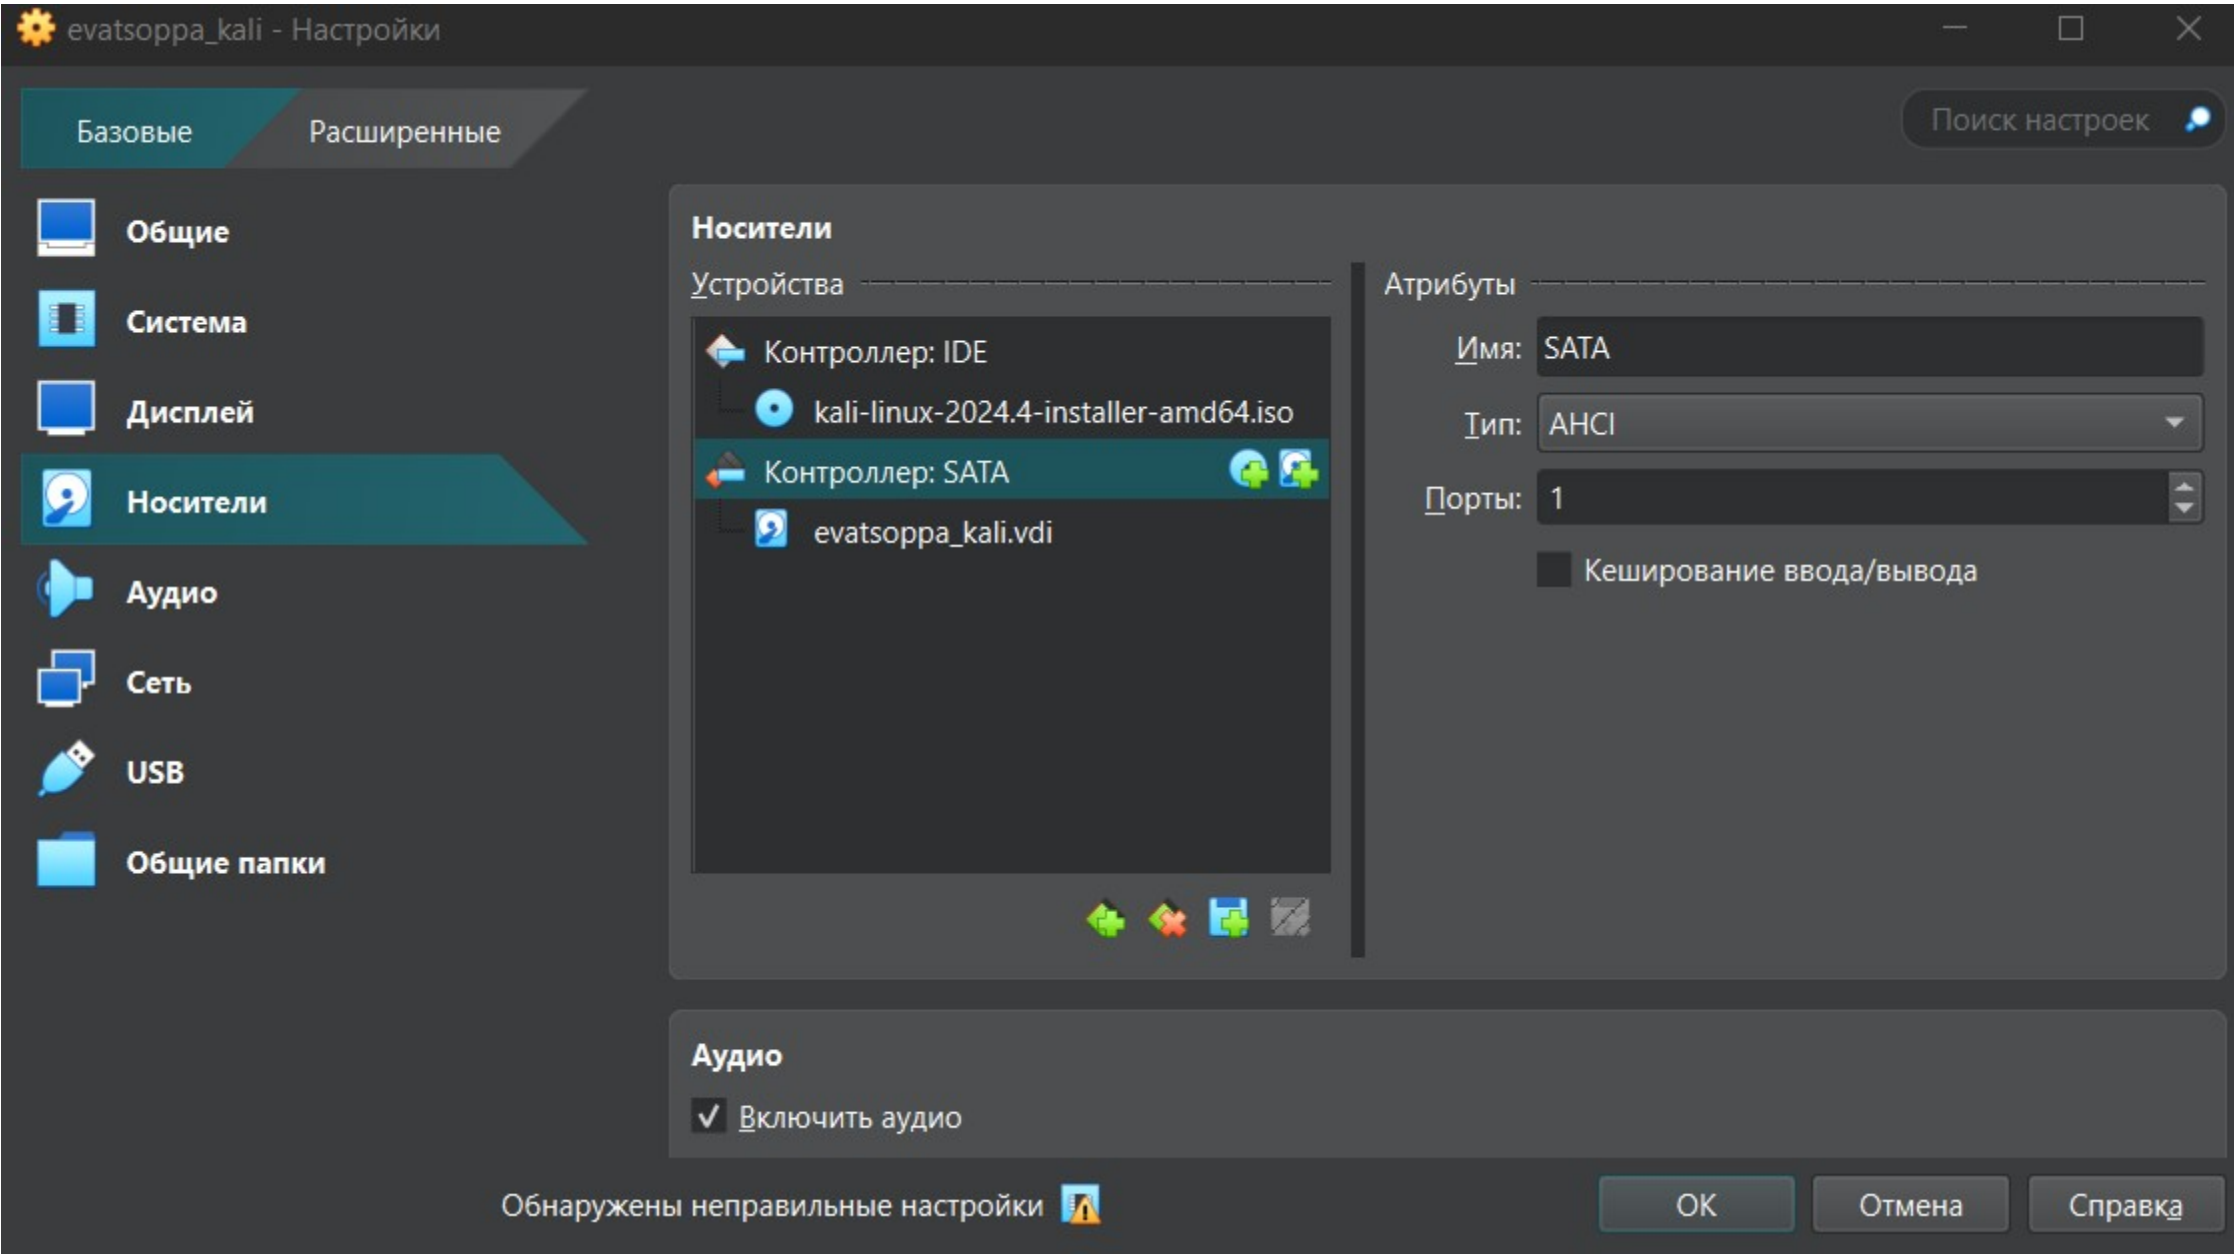 evatsoppa_kali - Настройки
Базовые
Расширенные
Поиск настроек
Общие
Система
Дисплей
Носители
Аудио
Сеть
USB
Общие папки
Носители
Устройства
Контроллер: IDE
kali-linux-2024.4-installer-amd64.iso
Контроллер: SATA
evatsoppa_kali.vdi
Атрибуты
Имя: SATA
Тип: AHCI
Порты: 1
Кеширование ввода/вывода
Аудио
Включить аудио
Обнаружены неправильные настройки
OK
Отмена
Справка